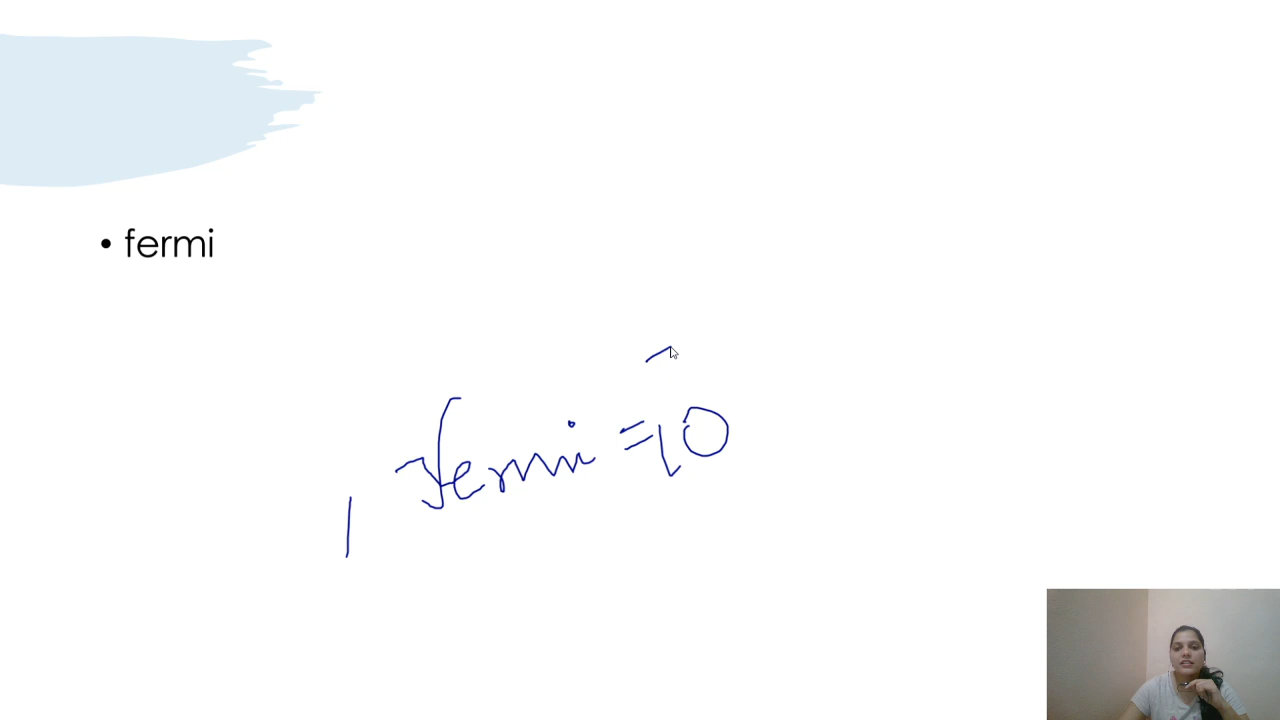 • fermi
1 fermi = 10